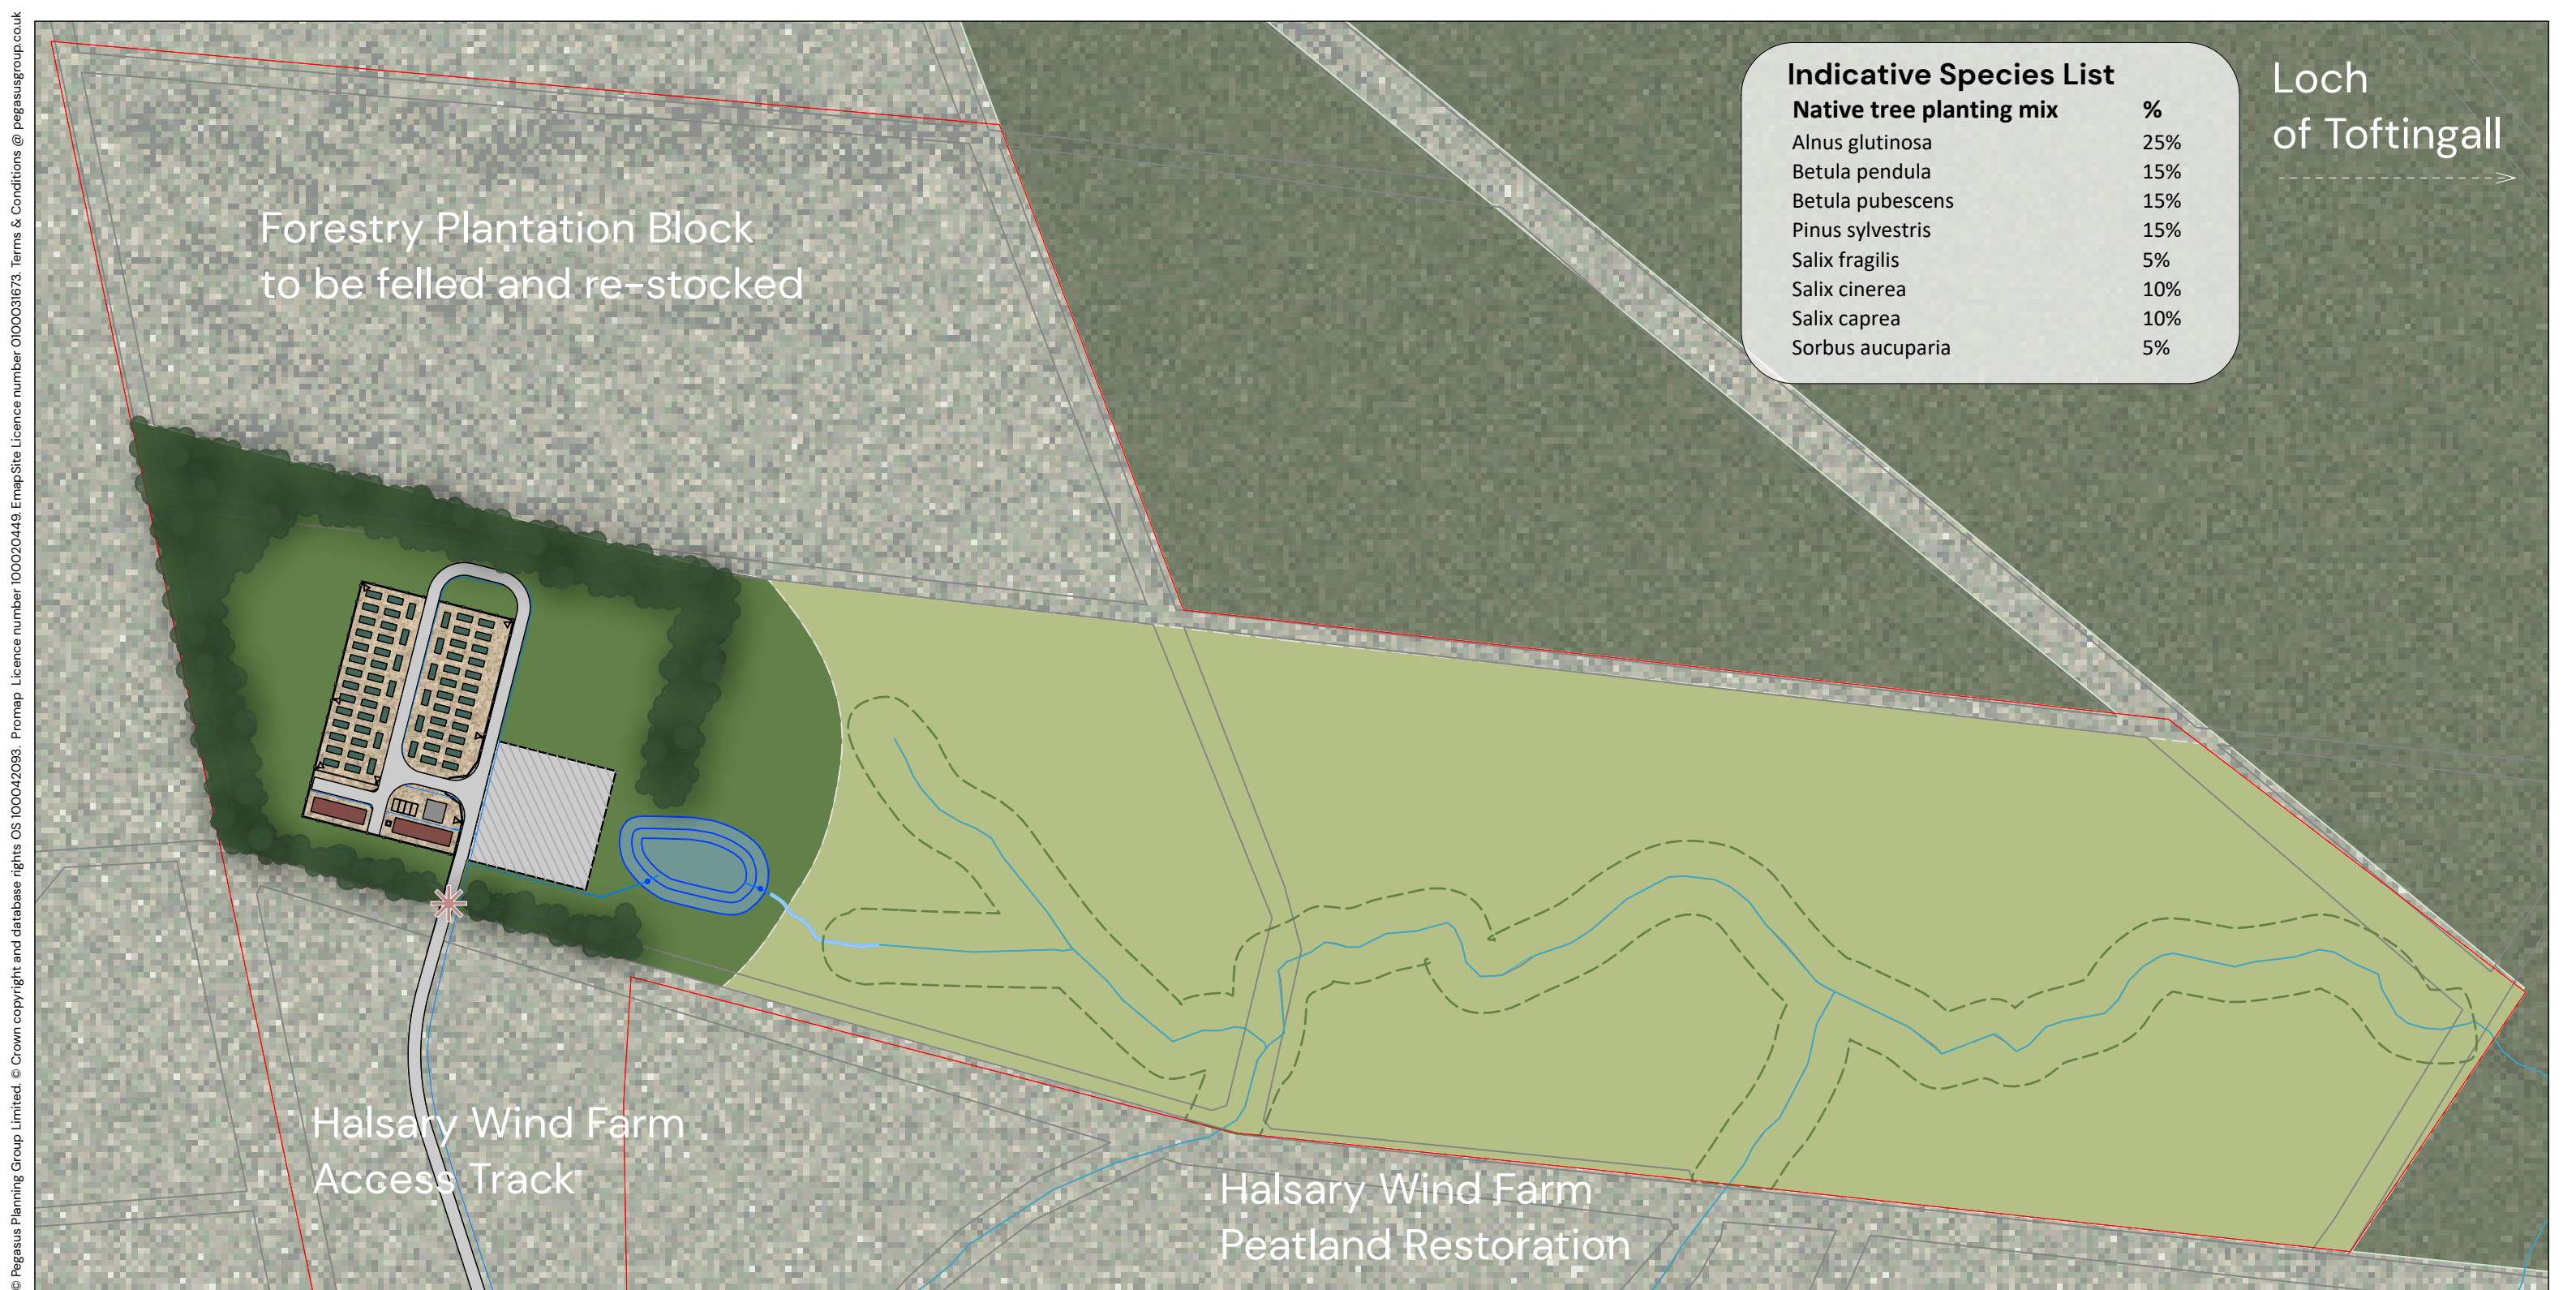 © Pegasus Planning Group Limited. © Crown copyright and database rights OS 100042093. Promap Licence number 100020449. EmapSite Licence number 0100031673. Terms & Conditions @ pegasusgroup.co.uk
Forestry Plantation Block
to be felled and re-stocked
Indicative Species List
Native tree planting mix %
Alnus glutinosa 25%
Betula pendula 15%
Betula pubescens 15%
Pinus sylvestris 15%
Salix fragilis 5%
Salix cinerea 10%
Salix caprea 10%
Sorbus aucuparia 5%
Loch
of Toftingall
Halsary Wind Farm
Access Track
Halsary Wind Farm
Peatland Restoration